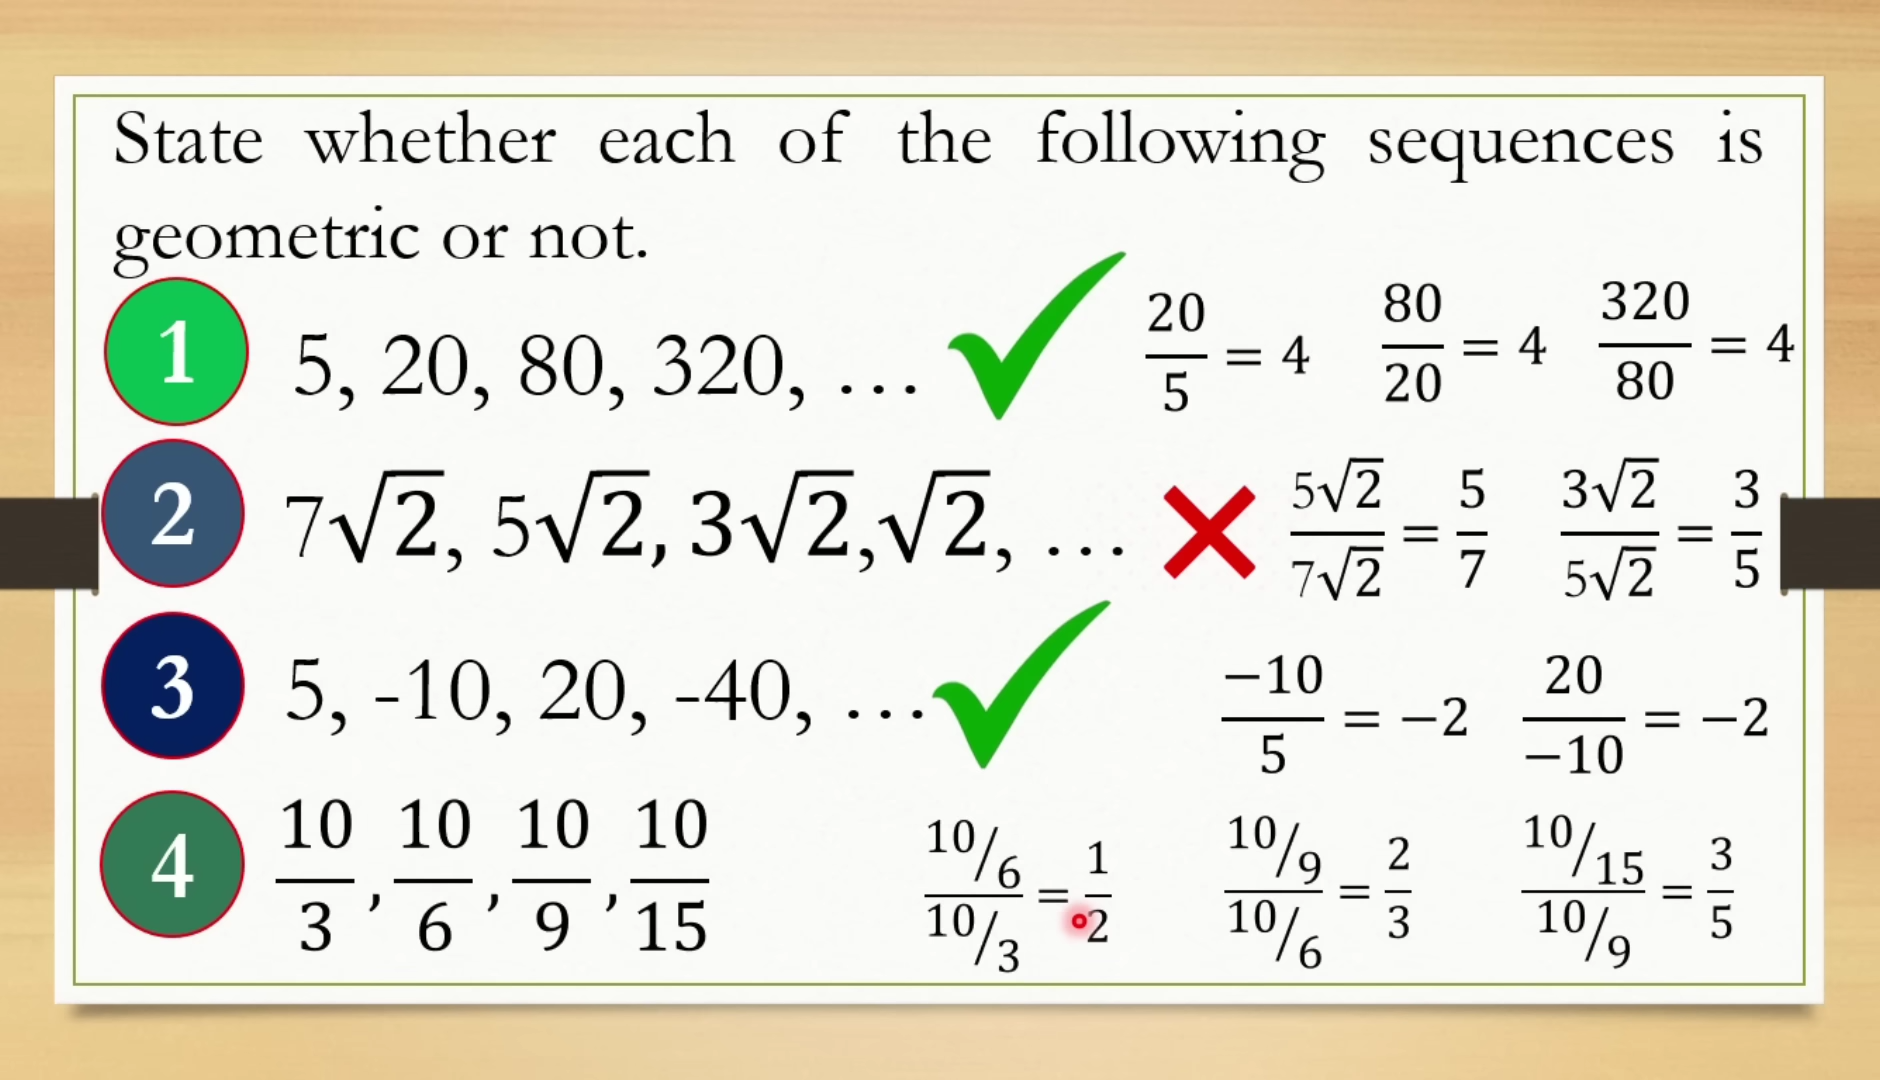 State whether each of the following sequences is
geometric or not.
1 5, 20, 80, 320, … 20/5 = 4 80/20 = 4 320/80 = 4
2 7√2, 5√2, 3√2, √2, … 5√2/7√2 = 5/7 3√2/5√2 = 3/5
3 5, -10, 20, -40, … −10/5 = −2 20/−10 = −2
4 10/3, 10/6, 10/9, 10/15 (10/6)/(10/3) = 1/2 (10/9)/(10/6) = 2/3 (10/15)/(10/9) = 3/5